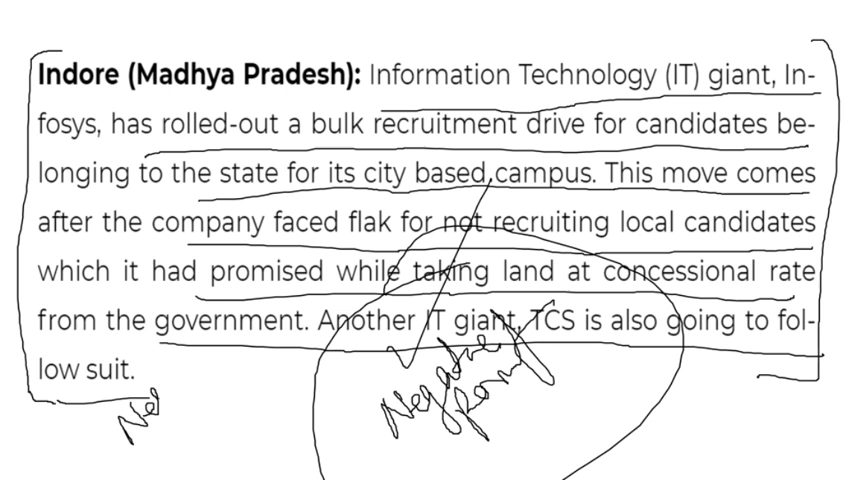 Indore (Madhya Pradesh): Information Technology (IT) giant, In-
fosys, has rolled-out a bulk recruitment drive for candidates be-
longing to the state for its city based campus. This move comes
after the company faced flak for not recruiting local candidates
which it had promised while taking land at concessional rate
from the government. Another IT giant, TCS is also going to fol-
low suit.